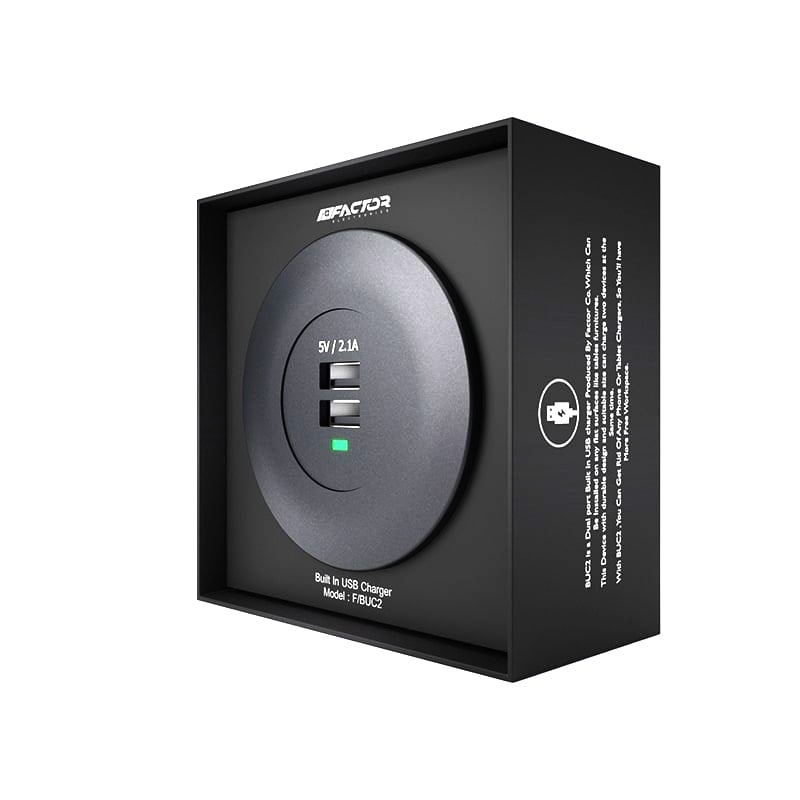 FACTOR
ELECTRONICS
5V / 2.1A
Built In USB Charger
Model : F/BUC2
BUC2 Is a Dual port Built In USB charger Produced By Factor Co. Which Can
Be Installed on any flat surfaces like tables furnitures.
This Device with durable design and suitable size can charge two devices at the
Same time.
With BUC2 ,You Can Get Rid Of Any Phone Or Tablet Chargers, So You'll have
More Free Workspace.